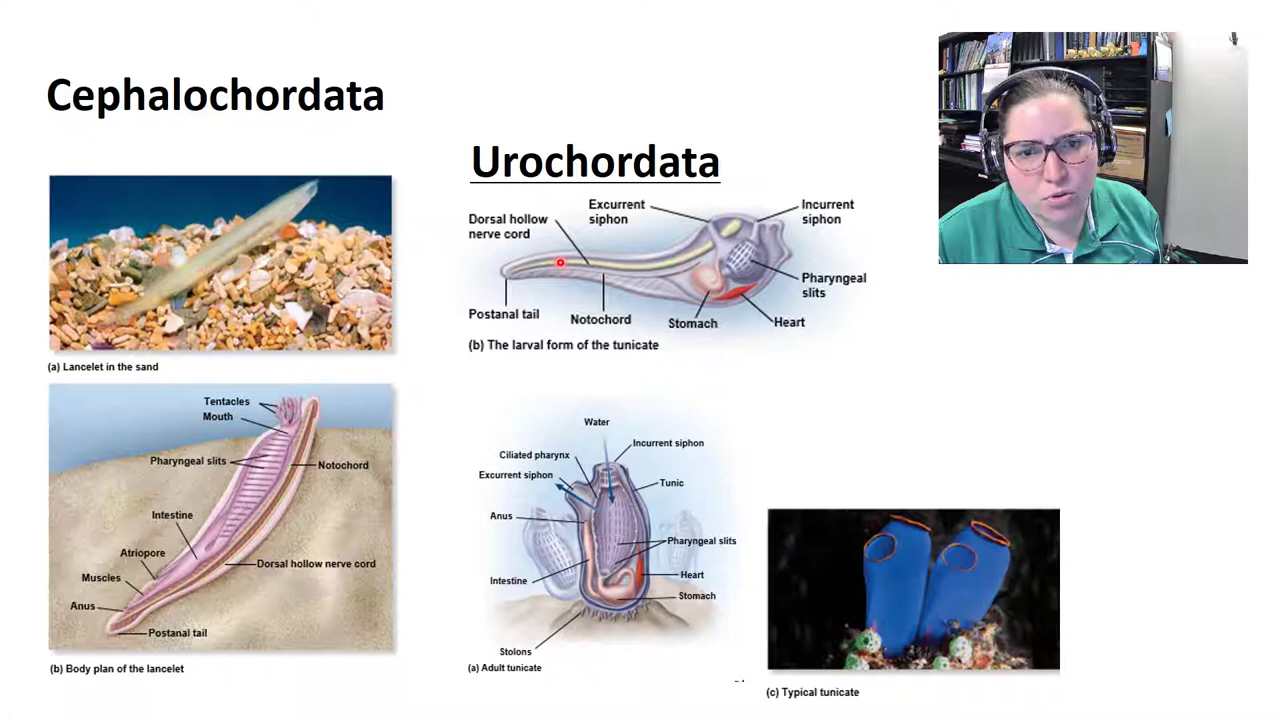 Cephalochordata
Urochordata
Excurrent
siphon
Incurrent
siphon
Dorsal hollow
nerve cord
Pharyngeal
slits
Postanal tail
Notochord
Stomach
Heart
(b) The larval form of the tunicate
(a) Lancelet in the sand
Tentacles
Mouth
Pharyngeal slits
Notochord
Intestine
Atriopore
Dorsal hollow nerve cord
Muscles
Anus
Postanal tail
(b) Body plan of the lancelet
Water
Incurrent siphon
Ciliated pharynx
Excurrent siphon
Tunic
Anus
Pharyngeal slits
Intestine
Heart
Stomach
Stolons
(a) Adult tunicate
(c) Typical tunicate